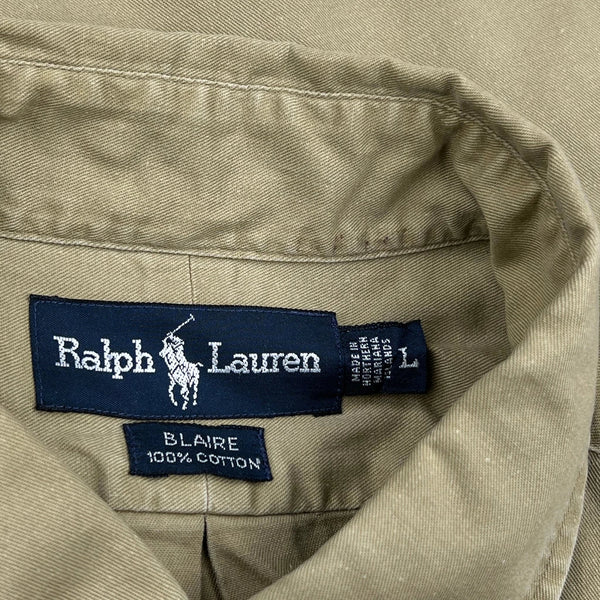 Ralph Lauren
MADE IN
NORTHERN
MARIANA
ISLANDS
L
BLAIRE
100% COTTON